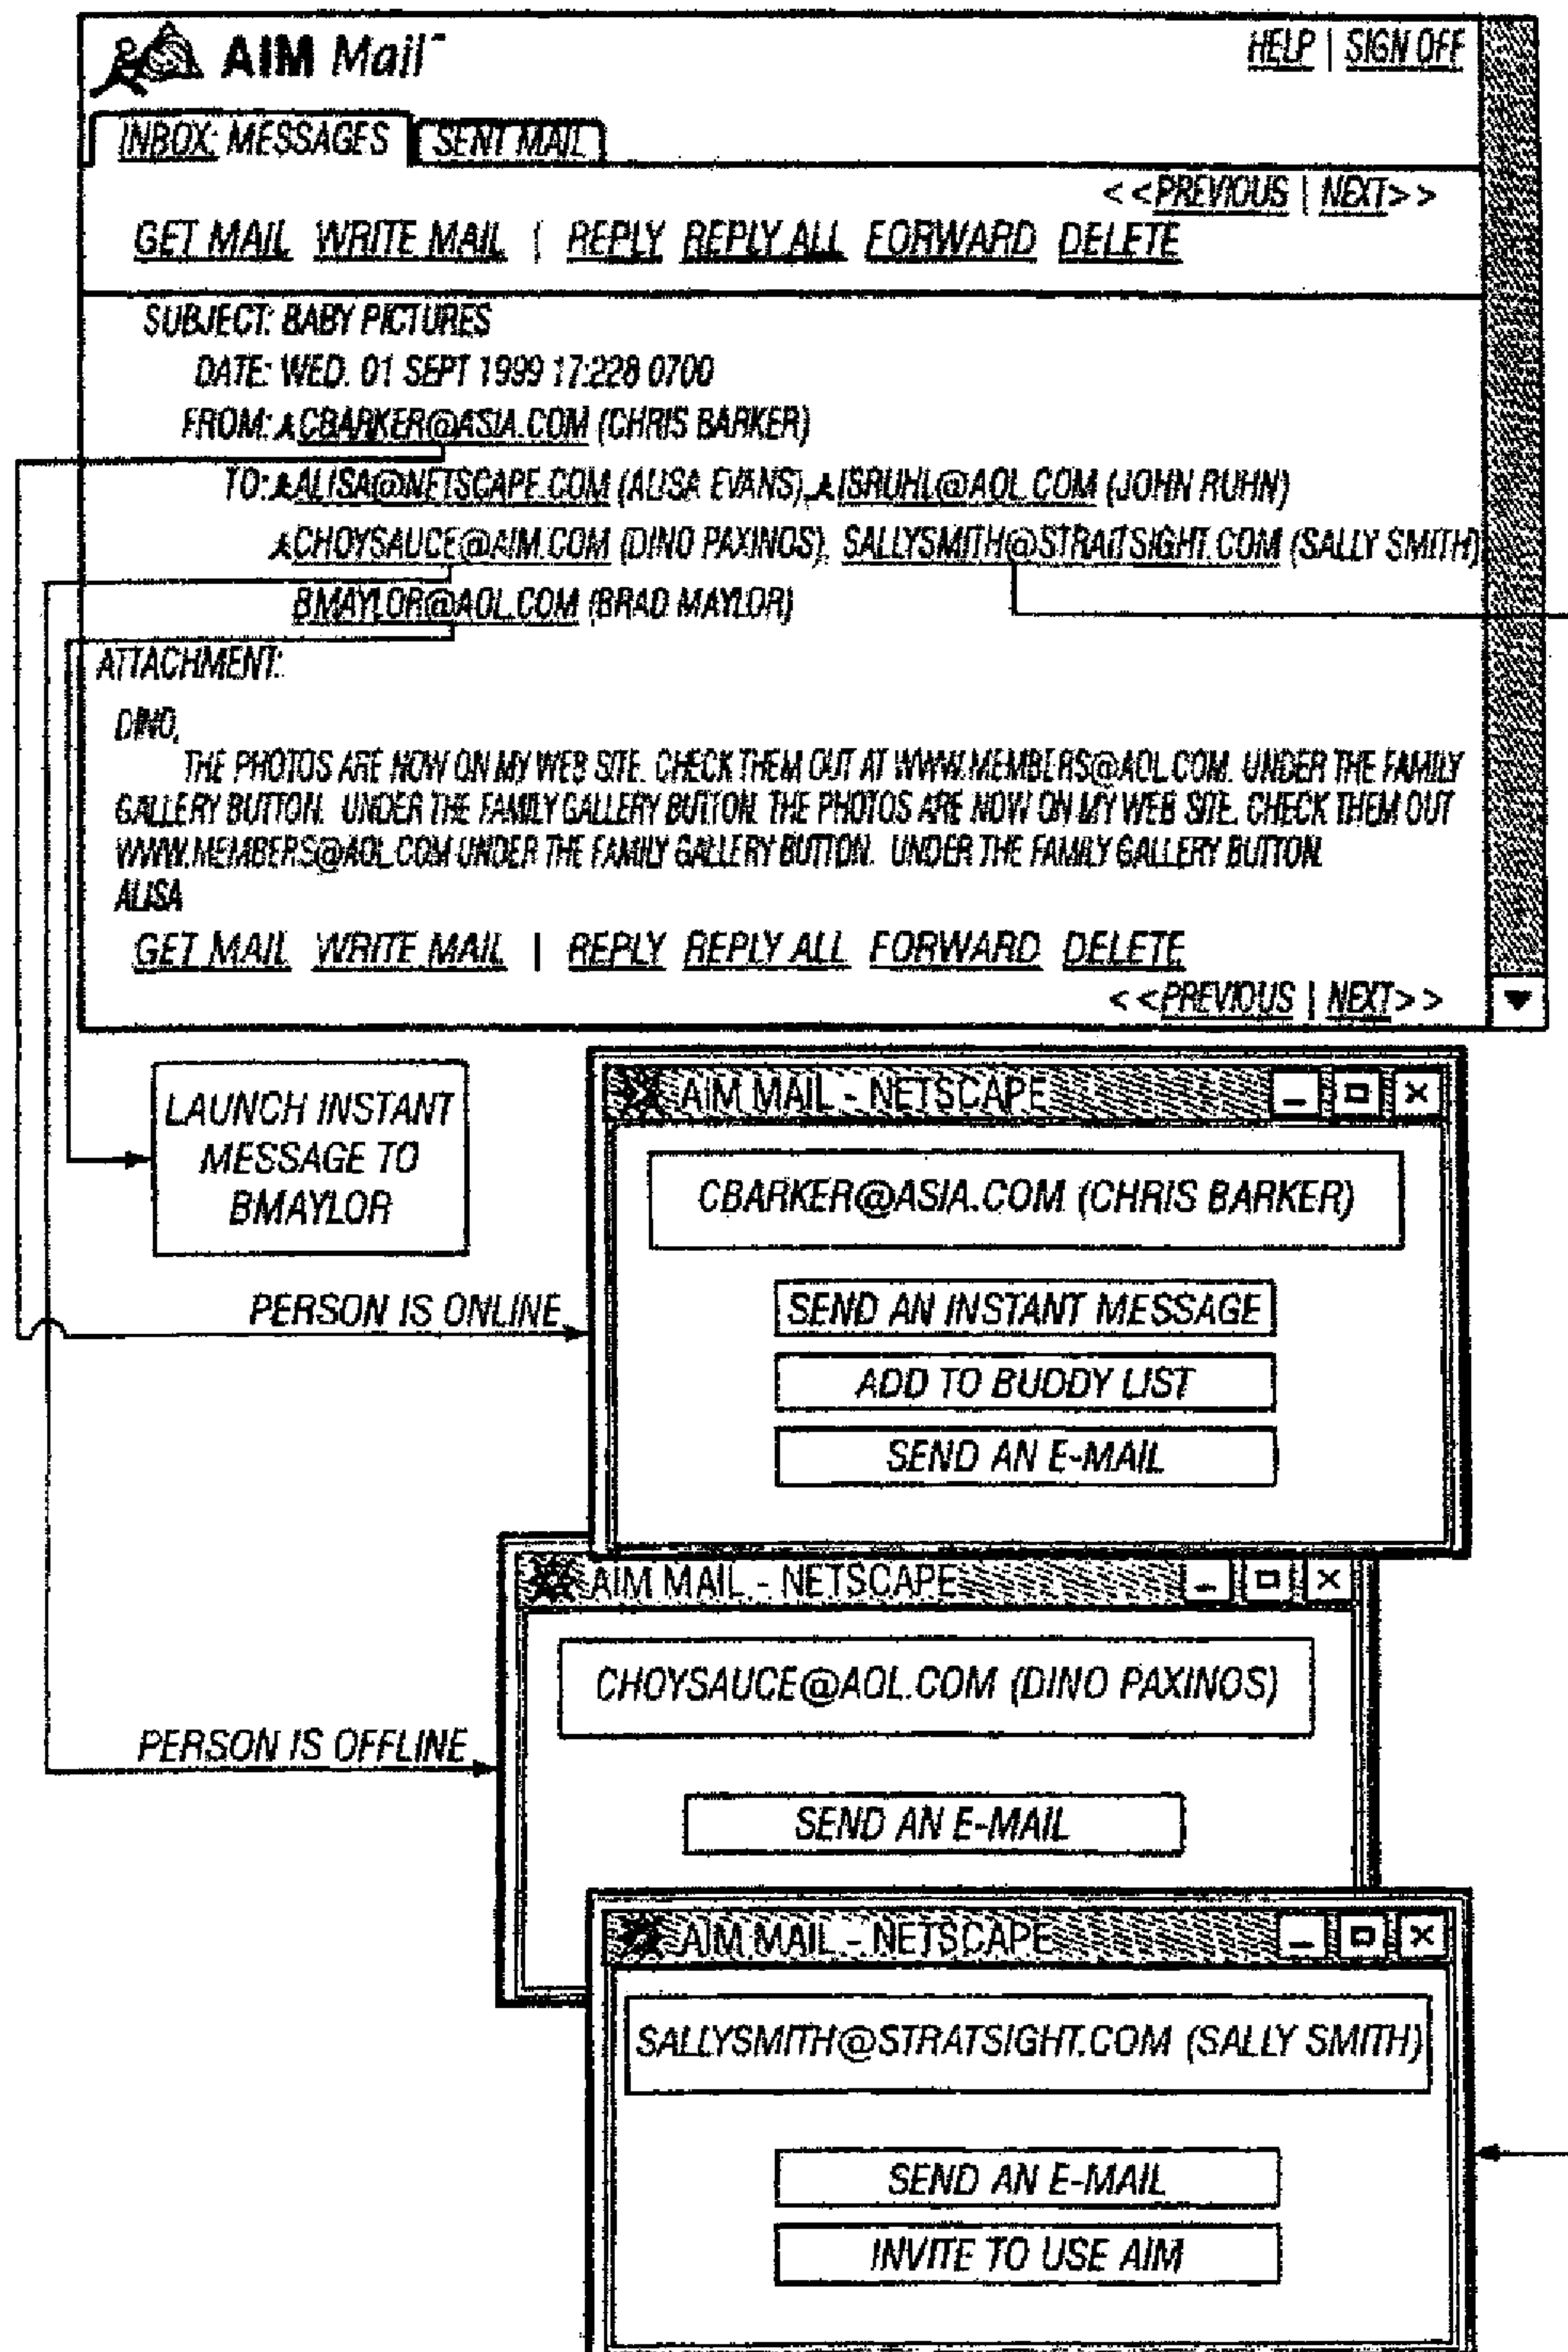 AIM Mail
HELP | SIGN OFF
INBOX: MESSAGES SENT MAIL
< <PREVIOUS | NEXT> >
GET MAIL WRITE MAIL | REPLY REPLY ALL FORWARD DELETE
SUBJECT: BABY PICTURES
DATE: WED. 01 SEPT 1999 17:228 0700
FROM: CBARKER@ASIA.COM (CHRIS BARKER)
TO: ALISA@NETSCAPE.COM (ALISA EVANS), ISRUHL@AOL.COM (JOHN RUHN)
CHOYSAUCE@AIM.COM (DINO PAXINOS), SALLYSMITH@STRAITSIGHT.COM (SALLY SMITH)
BMAYLOR@AOL.COM (BRAD MAYLOR)
ATTACHMENT:
DINO,
THE PHOTOS ARE NOW ON MY WEB SITE. CHECK THEM OUT AT WWW.MEMBERS@AOL.COM. UNDER THE FAMILY
GALLERY BUTTON. UNDER THE FAMILY GALLERY BUTTON. THE PHOTOS ARE NOW ON MY WEB SITE. CHECK THEM OUT
WWW.MEMBERS@AOL.COM UNDER THE FAMILY GALLERY BUTTON. UNDER THE FAMILY GALLERY BUTTON.
ALISA
GET MAIL WRITE MAIL | REPLY REPLY ALL FORWARD DELETE
< <PREVIOUS | NEXT> >
LAUNCH INSTANT
MESSAGE TO
BMAYLOR
AIM MAIL - NETSCAPE
CBARKER@ASIA.COM (CHRIS BARKER)
SEND AN INSTANT MESSAGE
PERSON IS ONLINE
ADD TO BUDDY LIST
SEND AN E-MAIL
AIM MAIL - NETSCAPE
CHOYSAUCE@AOL.COM (DINO PAXINOS)
PERSON IS OFFLINE
SEND AN E-MAIL
AIM MAIL - NETSCAPE
SALLYSMITH@STRATSIGHT.COM (SALLY SMITH)
SEND AN E-MAIL
INVITE TO USE AIM